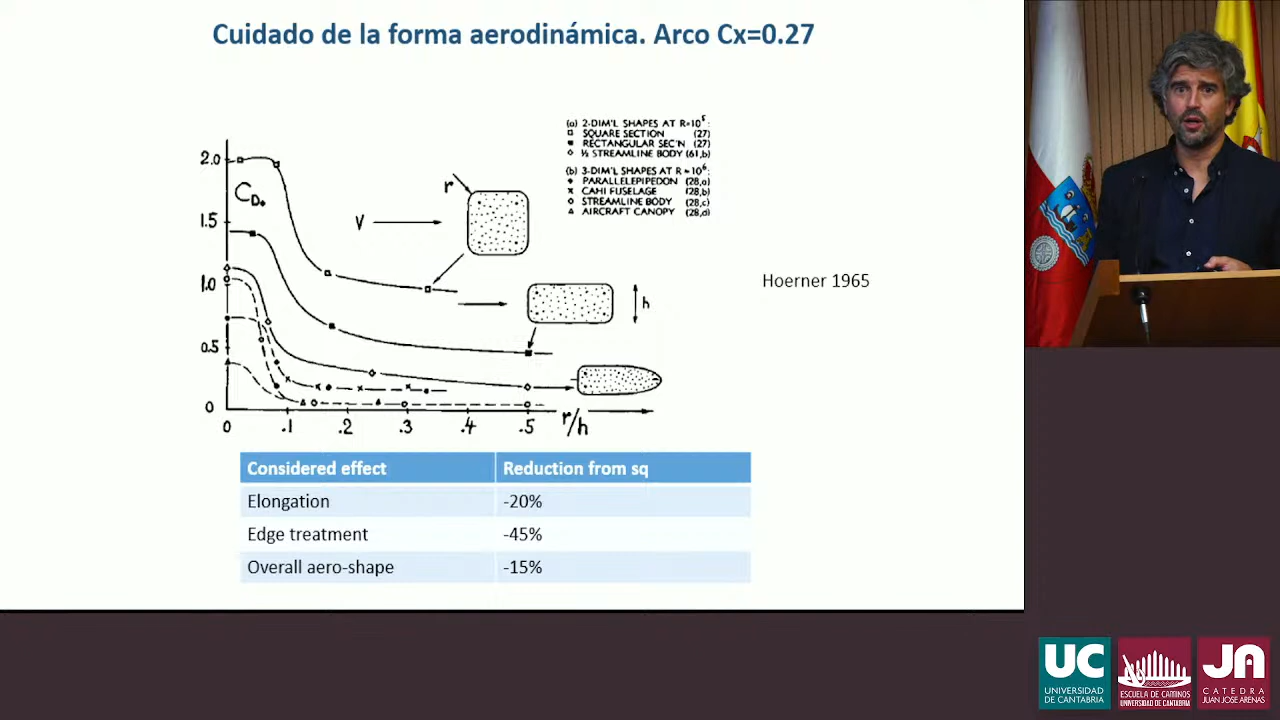 Cuidado de la forma aerodinámica. Arco Cx=0.27
(a) 2-DIM'L SHAPES AT R=10⁵:
SQUARE SECTION (27)
RECTANGULAR SEC'N (27)
½ STREAMLINE BODY (61,b)
(b) 3-DIM'L SHAPES AT R = 10⁶:
PARALLELEPIPEDON (28,a)
CAHI FUSELAGE (28,b)
STREAMLINE BODY (28,c)
AIRCRAFT CANOPY (28,d)
2.0
C_D.
r
1.5
V
1.0
h
0.5
0
0 .1 .2 .3 .4 .5 r/h
Hoerner 1965
Considered effect Reduction from sq
Elongation -20%
Edge treatment -45%
Overall aero-shape -15%
UC
UNIVERSIDAD
DE CANTABRIA
ESCUELA DE CAMINOS
UNIVERSIDAD DE CANTABRIA
JA
CATEDRA
JUAN JOSE ARENAS